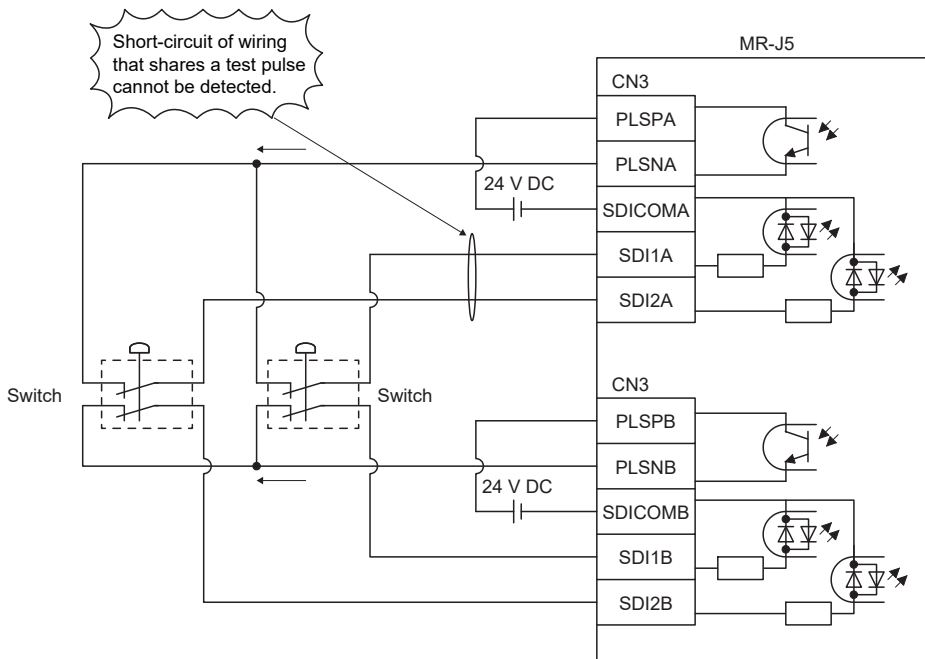 Short-circuit of wiring
that shares a test pulse
cannot be detected.
MR-J5
CN3
PLSPA
PLSNA
24 V DC
SDICOMA
SDI1A
SDI2A
Switch
Switch
CN3
PLSPB
PLSNB
24 V DC
SDICOMB
SDI1B
SDI2B